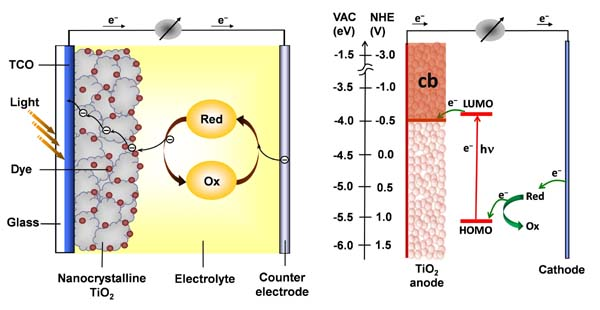 e⁻
e⁻
TCO
Light
Dye
Glass
Red
Ox
Nanocrystalline
TiO₂
Electrolyte
Counter
electrode
VAC
(eV)
NHE
(V)
-1.5
-3.0
-3.5
-1.0
-4.0
-0.5
0.0
-5.0
0.5
-5.5
1.0
-6.0
1.5
e⁻
e⁻
cb
e⁻
LUMO
e⁻
hν
HOMO
e⁻
e⁻
Red
Ox
TiO₂
anode
Cathode